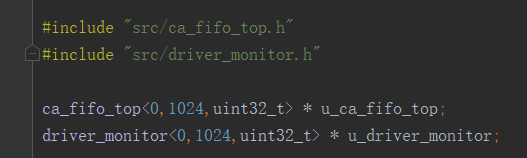 #include "src/ca_fifo_top.h"
#include "src/driver_monitor.h"
ca_fifo_top<0,1024,uint32_t> * u_ca_fifo_top;
driver_monitor<0,1024,uint32_t> * u_driver_monitor;